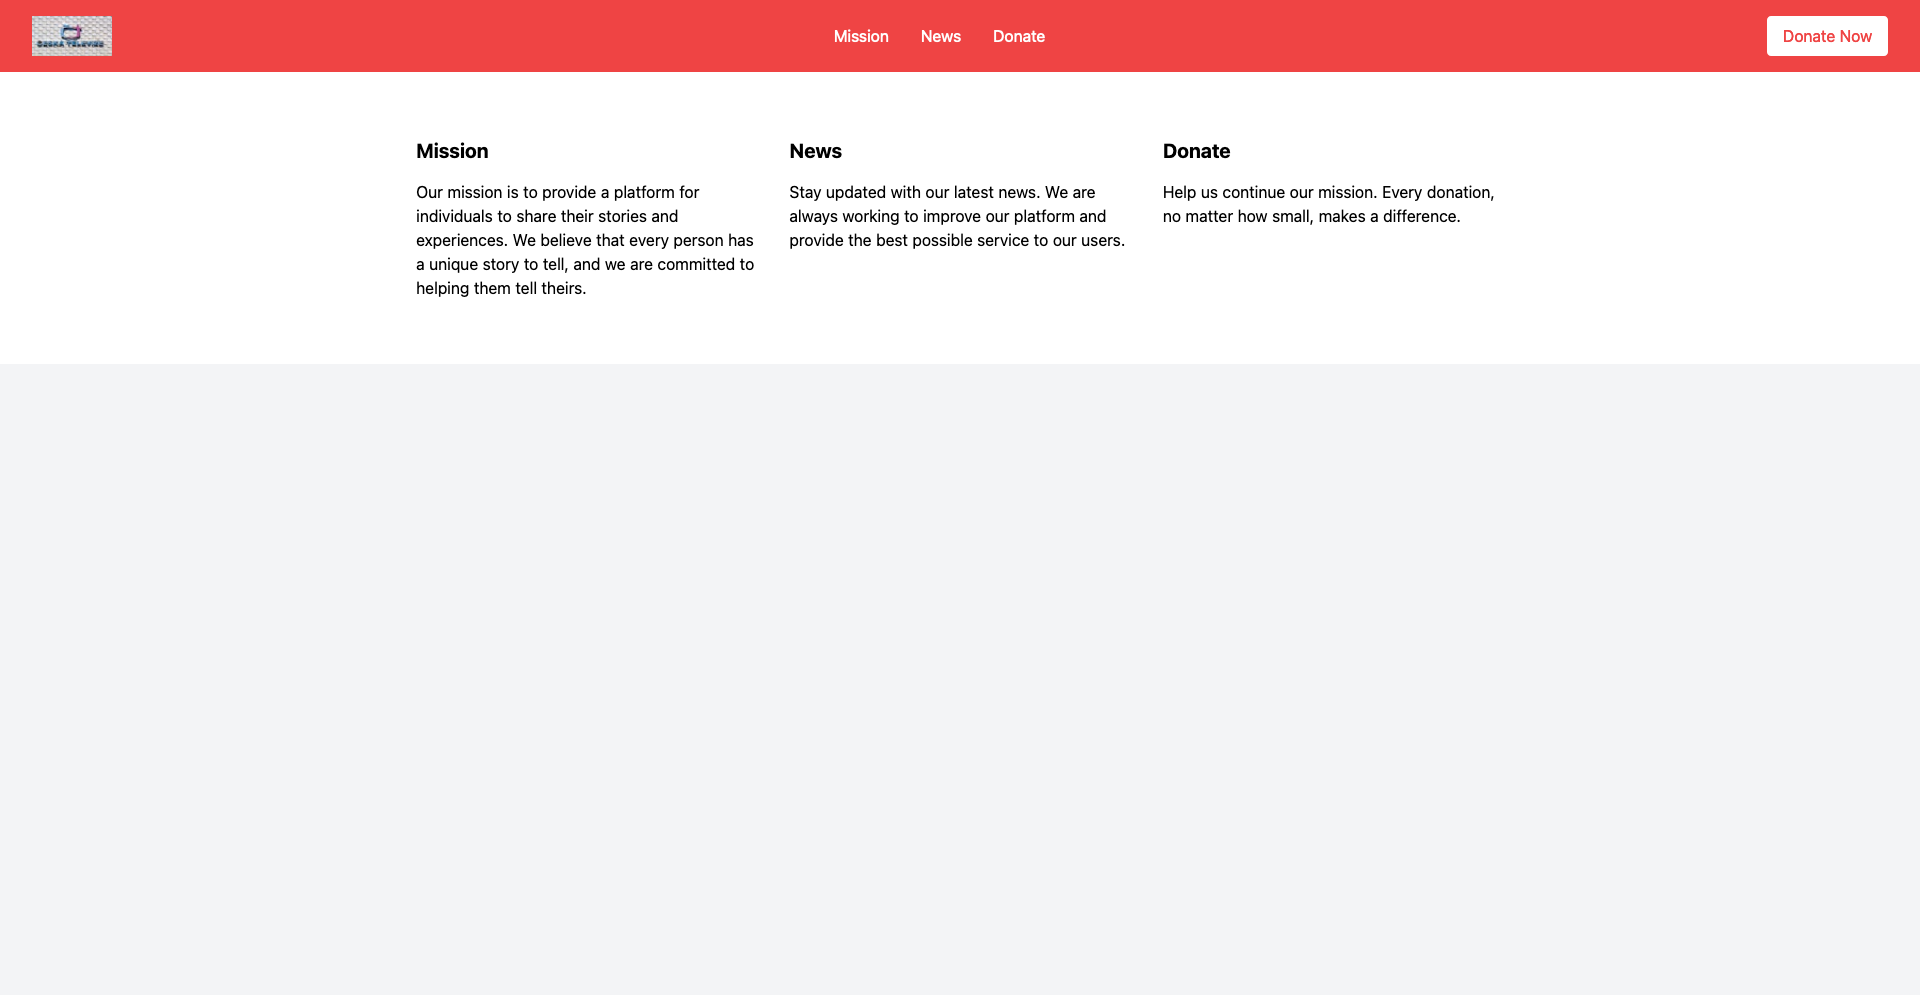 Mission
News
Donate
Donate Now
Mission
Our mission is to provide a platform for
individuals to share their stories and
experiences. We believe that every person has
a unique story to tell, and we are committed to
helping them tell theirs.
News
Stay updated with our latest news. We are
always working to improve our platform and
provide the best possible service to our users.
Donate
Help us continue our mission. Every donation,
no matter how small, makes a difference.